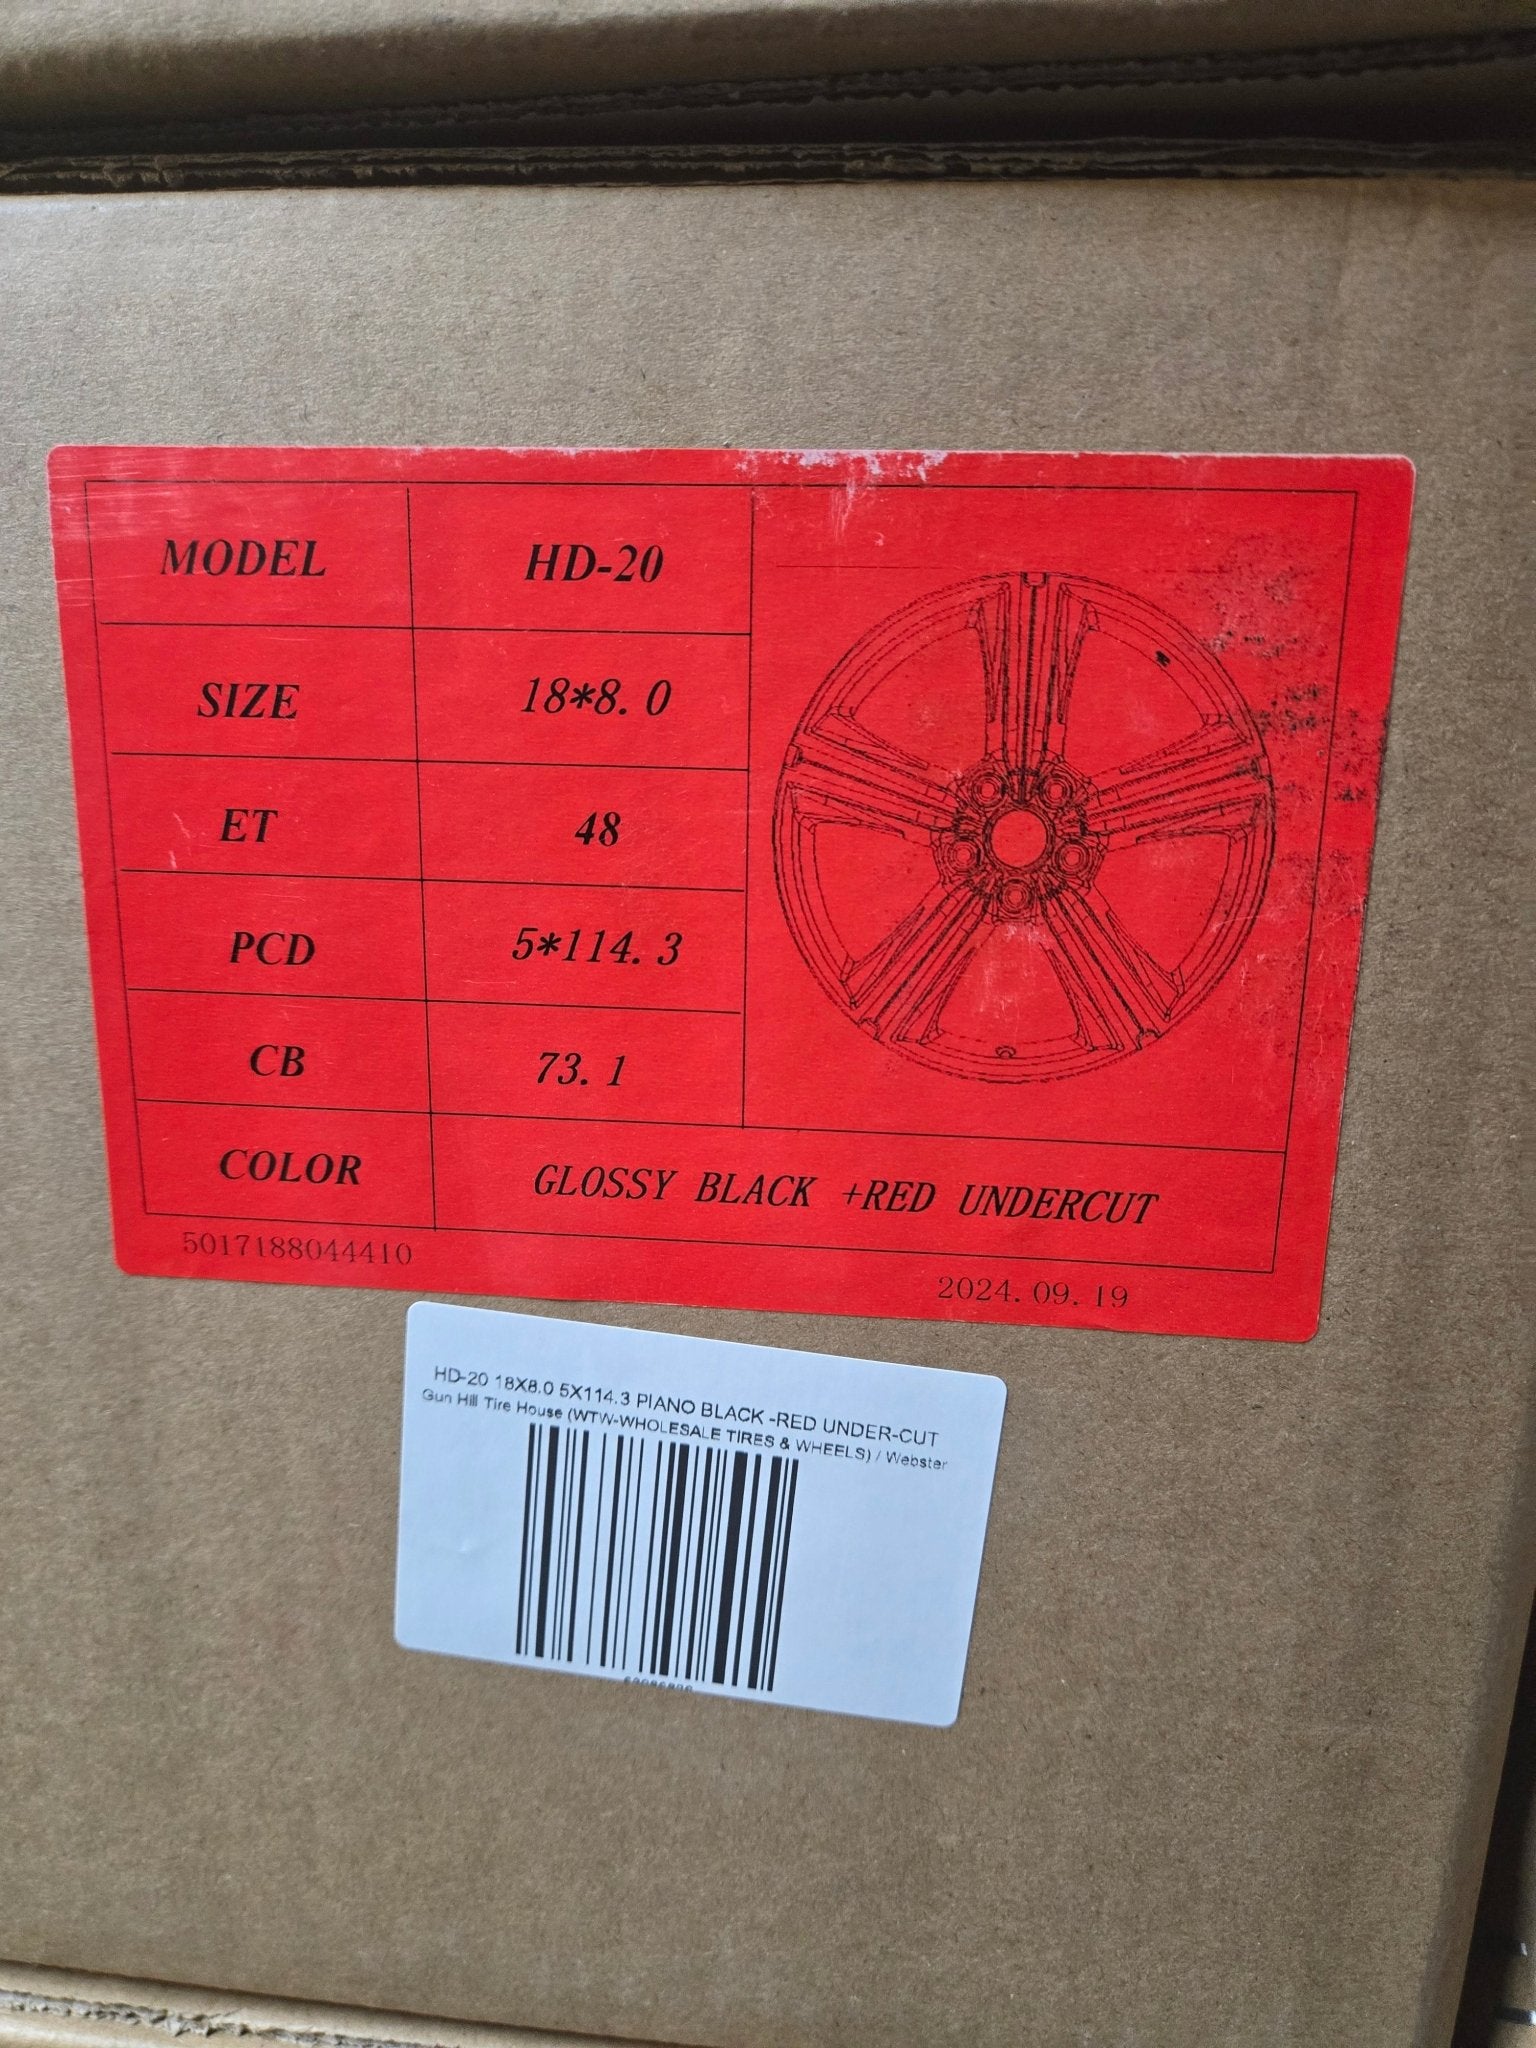 MODEL HD-20
SIZE 18*8. 0
ET 48
PCD 5*114. 3
CB 73. 1
COLOR GLOSSY BLACK +RED UNDERCUT
5017188044410
2024. 09. 19
HD-20 18X8.0 5X114.3 PIANO BLACK -RED UNDER-CUT
Gun Hill Tire House (WTW-WHOLESALE TIRES & WHEELS) / Webster